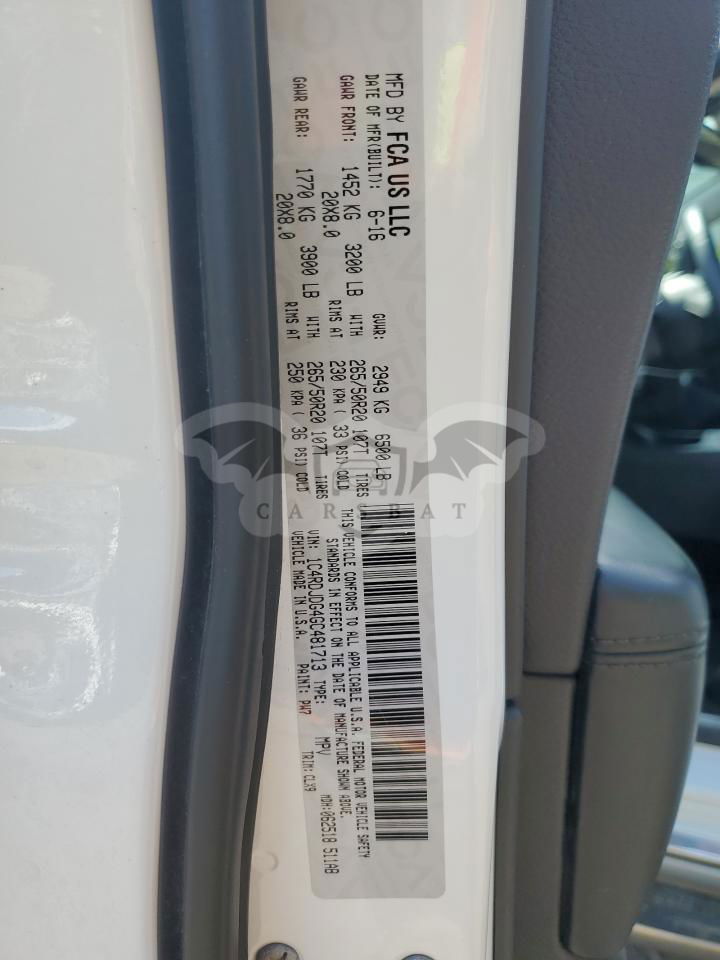 MFD BY FCA US LLC
DATE OF MFR(BUILT): 6-16 GVWR: 2949 KG 6500 LB
GAWR FRONT: 1452 KG 3200 LB WITH 265/50R20 107T TIRES
20X8.0 RIMS AT 230 KPA ( 33 PSI) COLD
GAWR REAR: 1770 KG 3900 LB WITH 265/50R20 107T TIRES
20X8.0 RIMS AT 250 KPA ( 36 PSI) COLD
THIS VEHICLE CONFORMS TO ALL APPLICABLE U.S.A. FEDERAL MOTOR VEHICLE SAFETY
STANDARDS IN EFFECT ON THE DATE OF MANUFACTURE SHOWN ABOVE.
VIN: 1C4RDJDG4GC481713 TYPE: MPV MDH:062518 511AB
VEHICLE MADE IN U.S.A. PAINT: PW7 TRIM: CLX9
CAR BAT